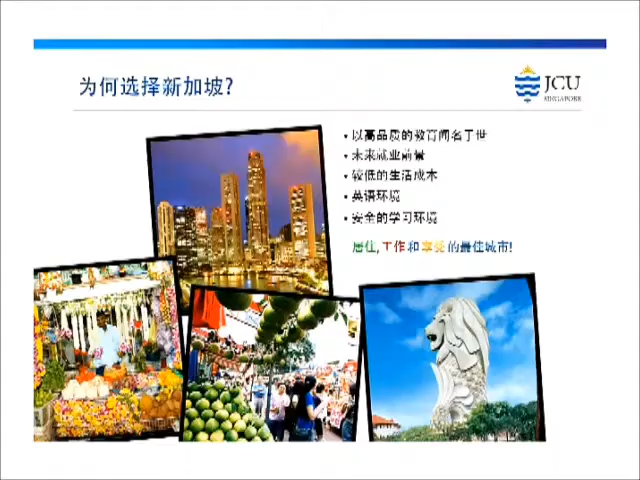 为何选择新加坡?
JCU
SINGAPORE
• 以高品质的教育闻名于世
• 未来就业前景
• 较低的生活成本
• 英语环境
• 安全的学习环境
居住,工作和享受的最佳城市!